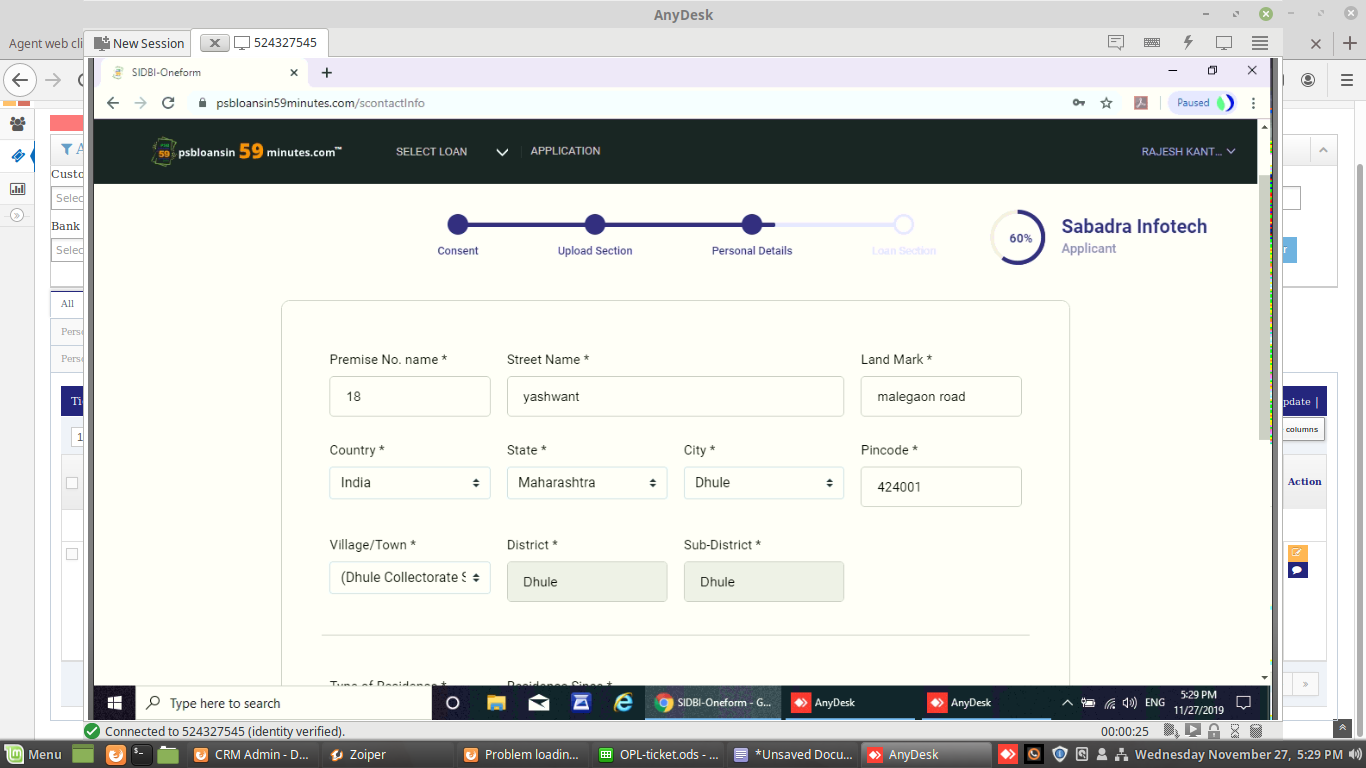 AnyDesk
Agent web cli
New Session
524327545
SIDBI-Oneform
psbloansin59minutes.com/scontactInfo
Paused
psbloansin 59 minutes.com™
SELECT LOAN
APPLICATION
RAJESH KANT...
Consent
Upload Section
Personal Details
Loan Section
60%
Sabadra Infotech
Applicant
Premise No. name *
Street Name *
Land Mark *
18
yashwant
malegaon road
Country *
State *
City *
Pincode *
India
Maharashtra
Dhule
424001
Village/Town *
District *
Sub-District *
(Dhule Collectorate S
Dhule
Dhule
Type of Residence *
Residence Since *
Custo
Selec
Bank
Selec
All
Perso
Perso
Ti
1
pdate |
columns
Action
Type here to search
SIDBI-Oneform - G...
AnyDesk
AnyDesk
ENG
5:29 PM
11/27/2019
Connected to 524327545 (identity verified).
00:00:25
Menu
CRM Admin - D...
Zoiper
Problem loadin...
OPL-ticket.ods - ...
*Unsaved Docu...
AnyDesk
Wednesday November 27, 5:29 PM